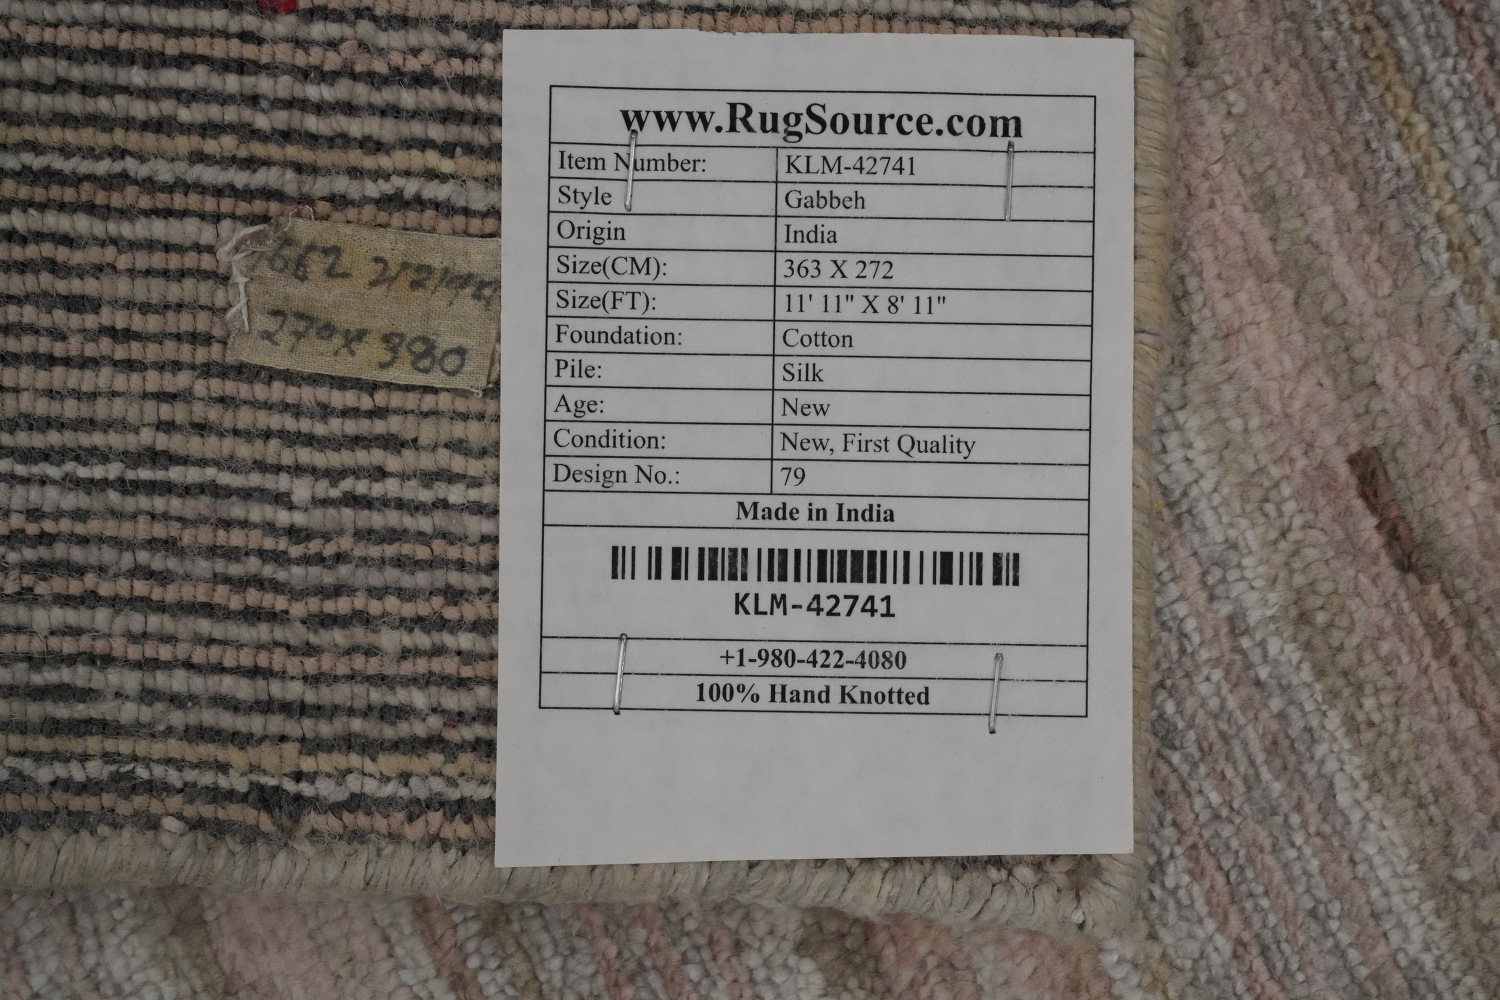 www.RugSource.com
Item Number: KLM-42741
Style Gabbeh
Origin India
Size(CM): 363 X 272
Size(FT): 11' 11" X 8' 11"
Foundation: Cotton
Pile: Silk
Age: New
Condition: New, First Quality
Design No.: 79
Made in India
KLM-42741
+1-980-422-4080
100% Hand Knotted
270X